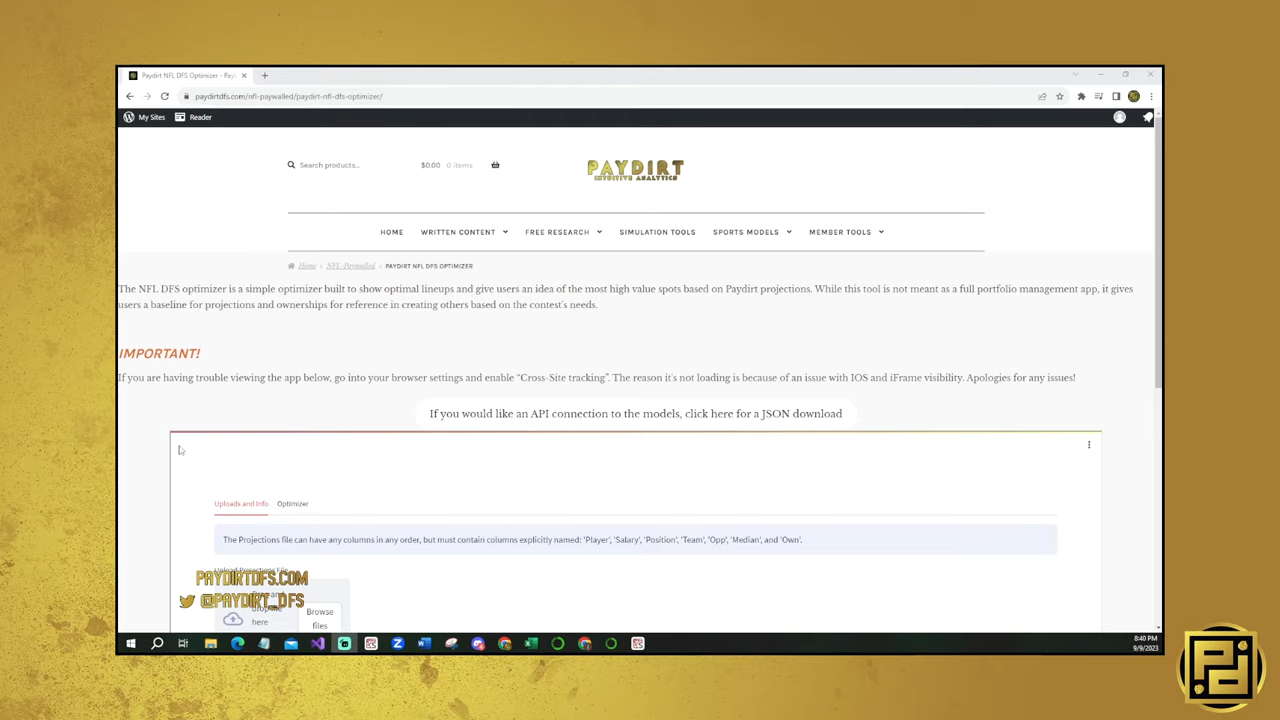 Paydirt NFL DFS Optimizer - Pay
paydirtdfs.com/nfl-paywalled/paydirt-nfl-dfs-optimizer/
My Sites Reader
Search products... $0.00 0 items
PAYDIRT
INTUITIVE ANALYTICS
HOME WRITTEN CONTENT FREE RESEARCH SIMULATION TOOLS SPORTS MODELS MEMBER TOOLS
Home NFL-Paywalled PAYDIRT NFL DFS OPTIMIZER
The NFL DFS optimizer is a simple optimizer built to show optimal lineups and give users an idea of the most high value spots based on Paydirt projections. While this tool is not meant as a full portfolio management app, it gives
users a baseline for projections and ownerships for reference in creating others based on the contest's needs.
IMPORTANT!
If you are having trouble viewing the app below, go into your browser settings and enable “Cross-Site tracking”. The reason it's not loading is because of an issue with IOS and iFrame visibility. Apologies for any issues!
If you would like an API connection to the models, click here for a JSON download
Uploads and Info Optimizer
The Projections file can have any columns in any order, but must contain columns explicitly named: 'Player', 'Salary', 'Position', 'Team', 'Opp', 'Median', and 'Own'.
Upload Projections File
PAYDIRTDFS.COM
@PAYDIRT_DFS
Drag and
drop file
here
Browse
files
8:40 PM
9/9/2023